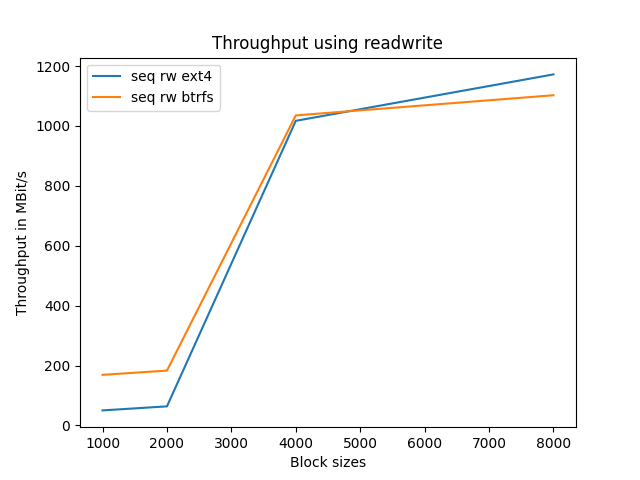 Throughput using readwrite
seq rw ext4
seq rw btrfs
Throughput in MBit/s
1200
1000
800
600
400
200
0
1000 2000 3000 4000 5000 6000 7000 8000
Block sizes